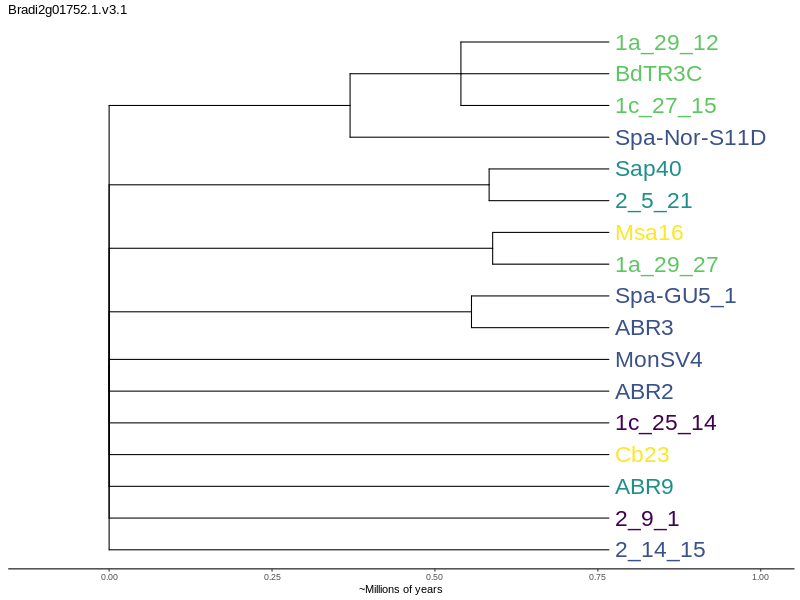 Bradi2g01752.1.v3.1
1a_29_12
BdTR3C
1c_27_15
Spa-Nor-S11D
Sap40
2_5_21
Msa16
1a_29_27
Spa-GU5_1
ABR3
MonSV4
ABR2
1c_25_14
Cb23
ABR9
2_9_1
2_14_15
0.00 0.25 0.50 0.75 1.00
~Millions of years